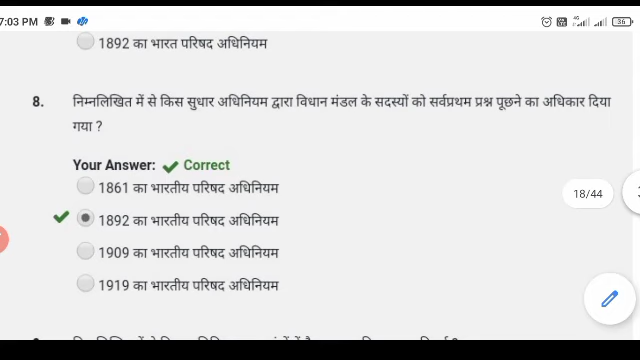 7:03 PM
36
1892 का भारत परिषद अधिनियम
8. निम्नलिखित में से किस सुधार अधिनियम द्वारा विधान मंडल के सदस्यों को सर्वप्रथम प्रश्न पूछने का अधिकार दिया
गया ?
Your Answer: Correct
1861 का भारतीय परिषद अधिनियम
18/44
1892 का भारतीय परिषद अधिनियम
1909 का भारतीय परिषद अधिनियम
1919 का भारतीय परिषद अधिनियम